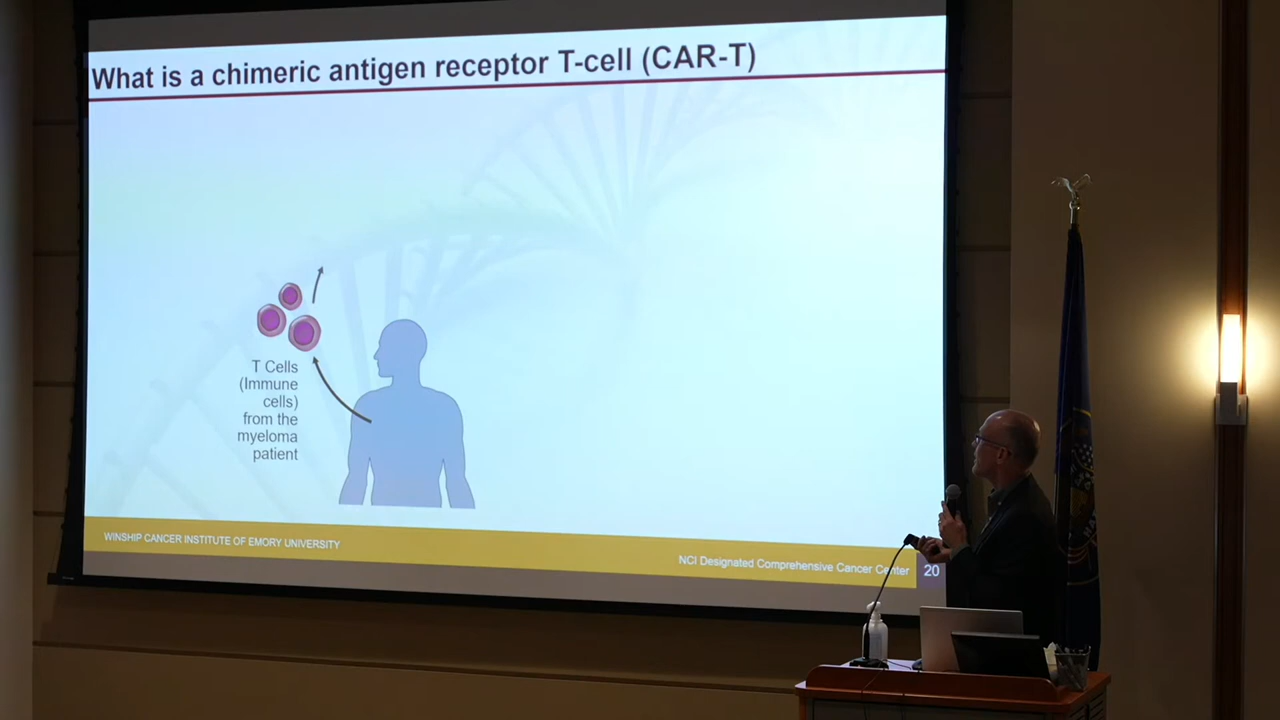 What is a chimeric antigen receptor T-cell (CAR-T)
T Cells
(Immune
cells)
from the
myeloma
patient
WINSHIP CANCER INSTITUTE OF EMORY UNIVERSITY
NCI Designated Comprehensive Cancer Center
20